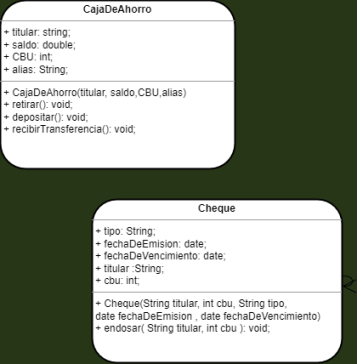 CajaDeAhorro
+ titular: string;
+ saldo: double;
+ CBU: int;
+ alias: String;
+ CajaDeAhorro(titular, saldo,CBU,alias)
+ retirar(): void;
+ depositar(): void;
+ recibirTransferencia(): void;
Cheque
+ tipo: String;
+ fechaDeEmision: date;
+ fechaDeVencimiento: date;
+ titular :String;
+ cbu: int;
+ Cheque(String titular, int cbu, String tipo,
date fechaDeEmision , date fechaDeVencimiento)
+ endosar( String titular, int cbu ): void;